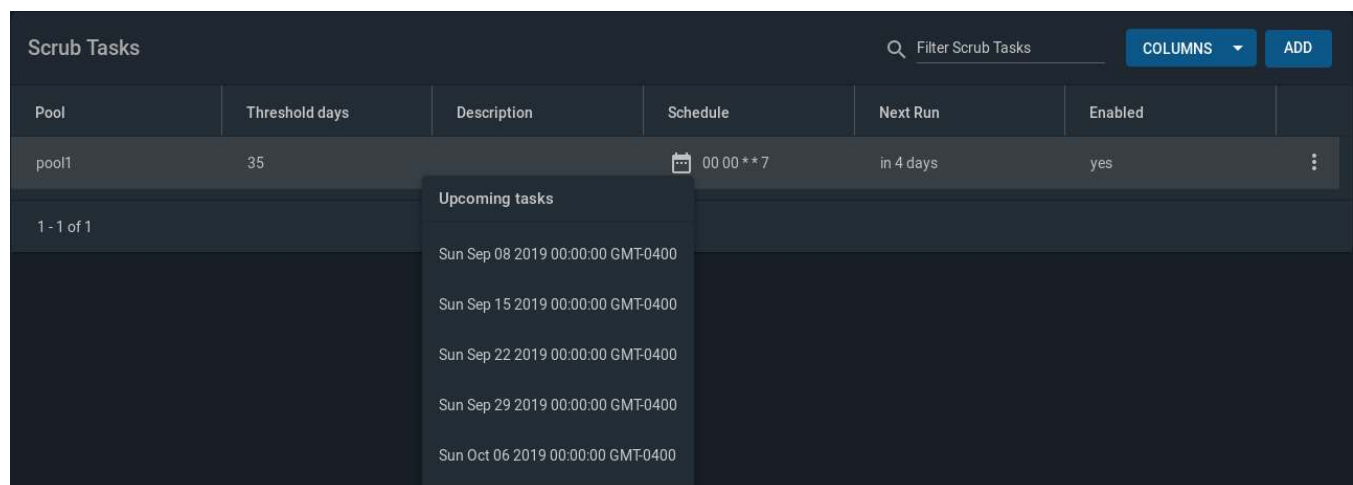 Scrub Tasks Filter Scrub Tasks COLUMNS ADD
Pool Threshold days Description Schedule Next Run Enabled
pool1 35 00 00 * * 7 in 4 days yes
Upcoming tasks
1 - 1 of 1
Sun Sep 08 2019 00:00:00 GMT-0400
Sun Sep 15 2019 00:00:00 GMT-0400
Sun Sep 22 2019 00:00:00 GMT-0400
Sun Sep 29 2019 00:00:00 GMT-0400
Sun Oct 06 2019 00:00:00 GMT-0400